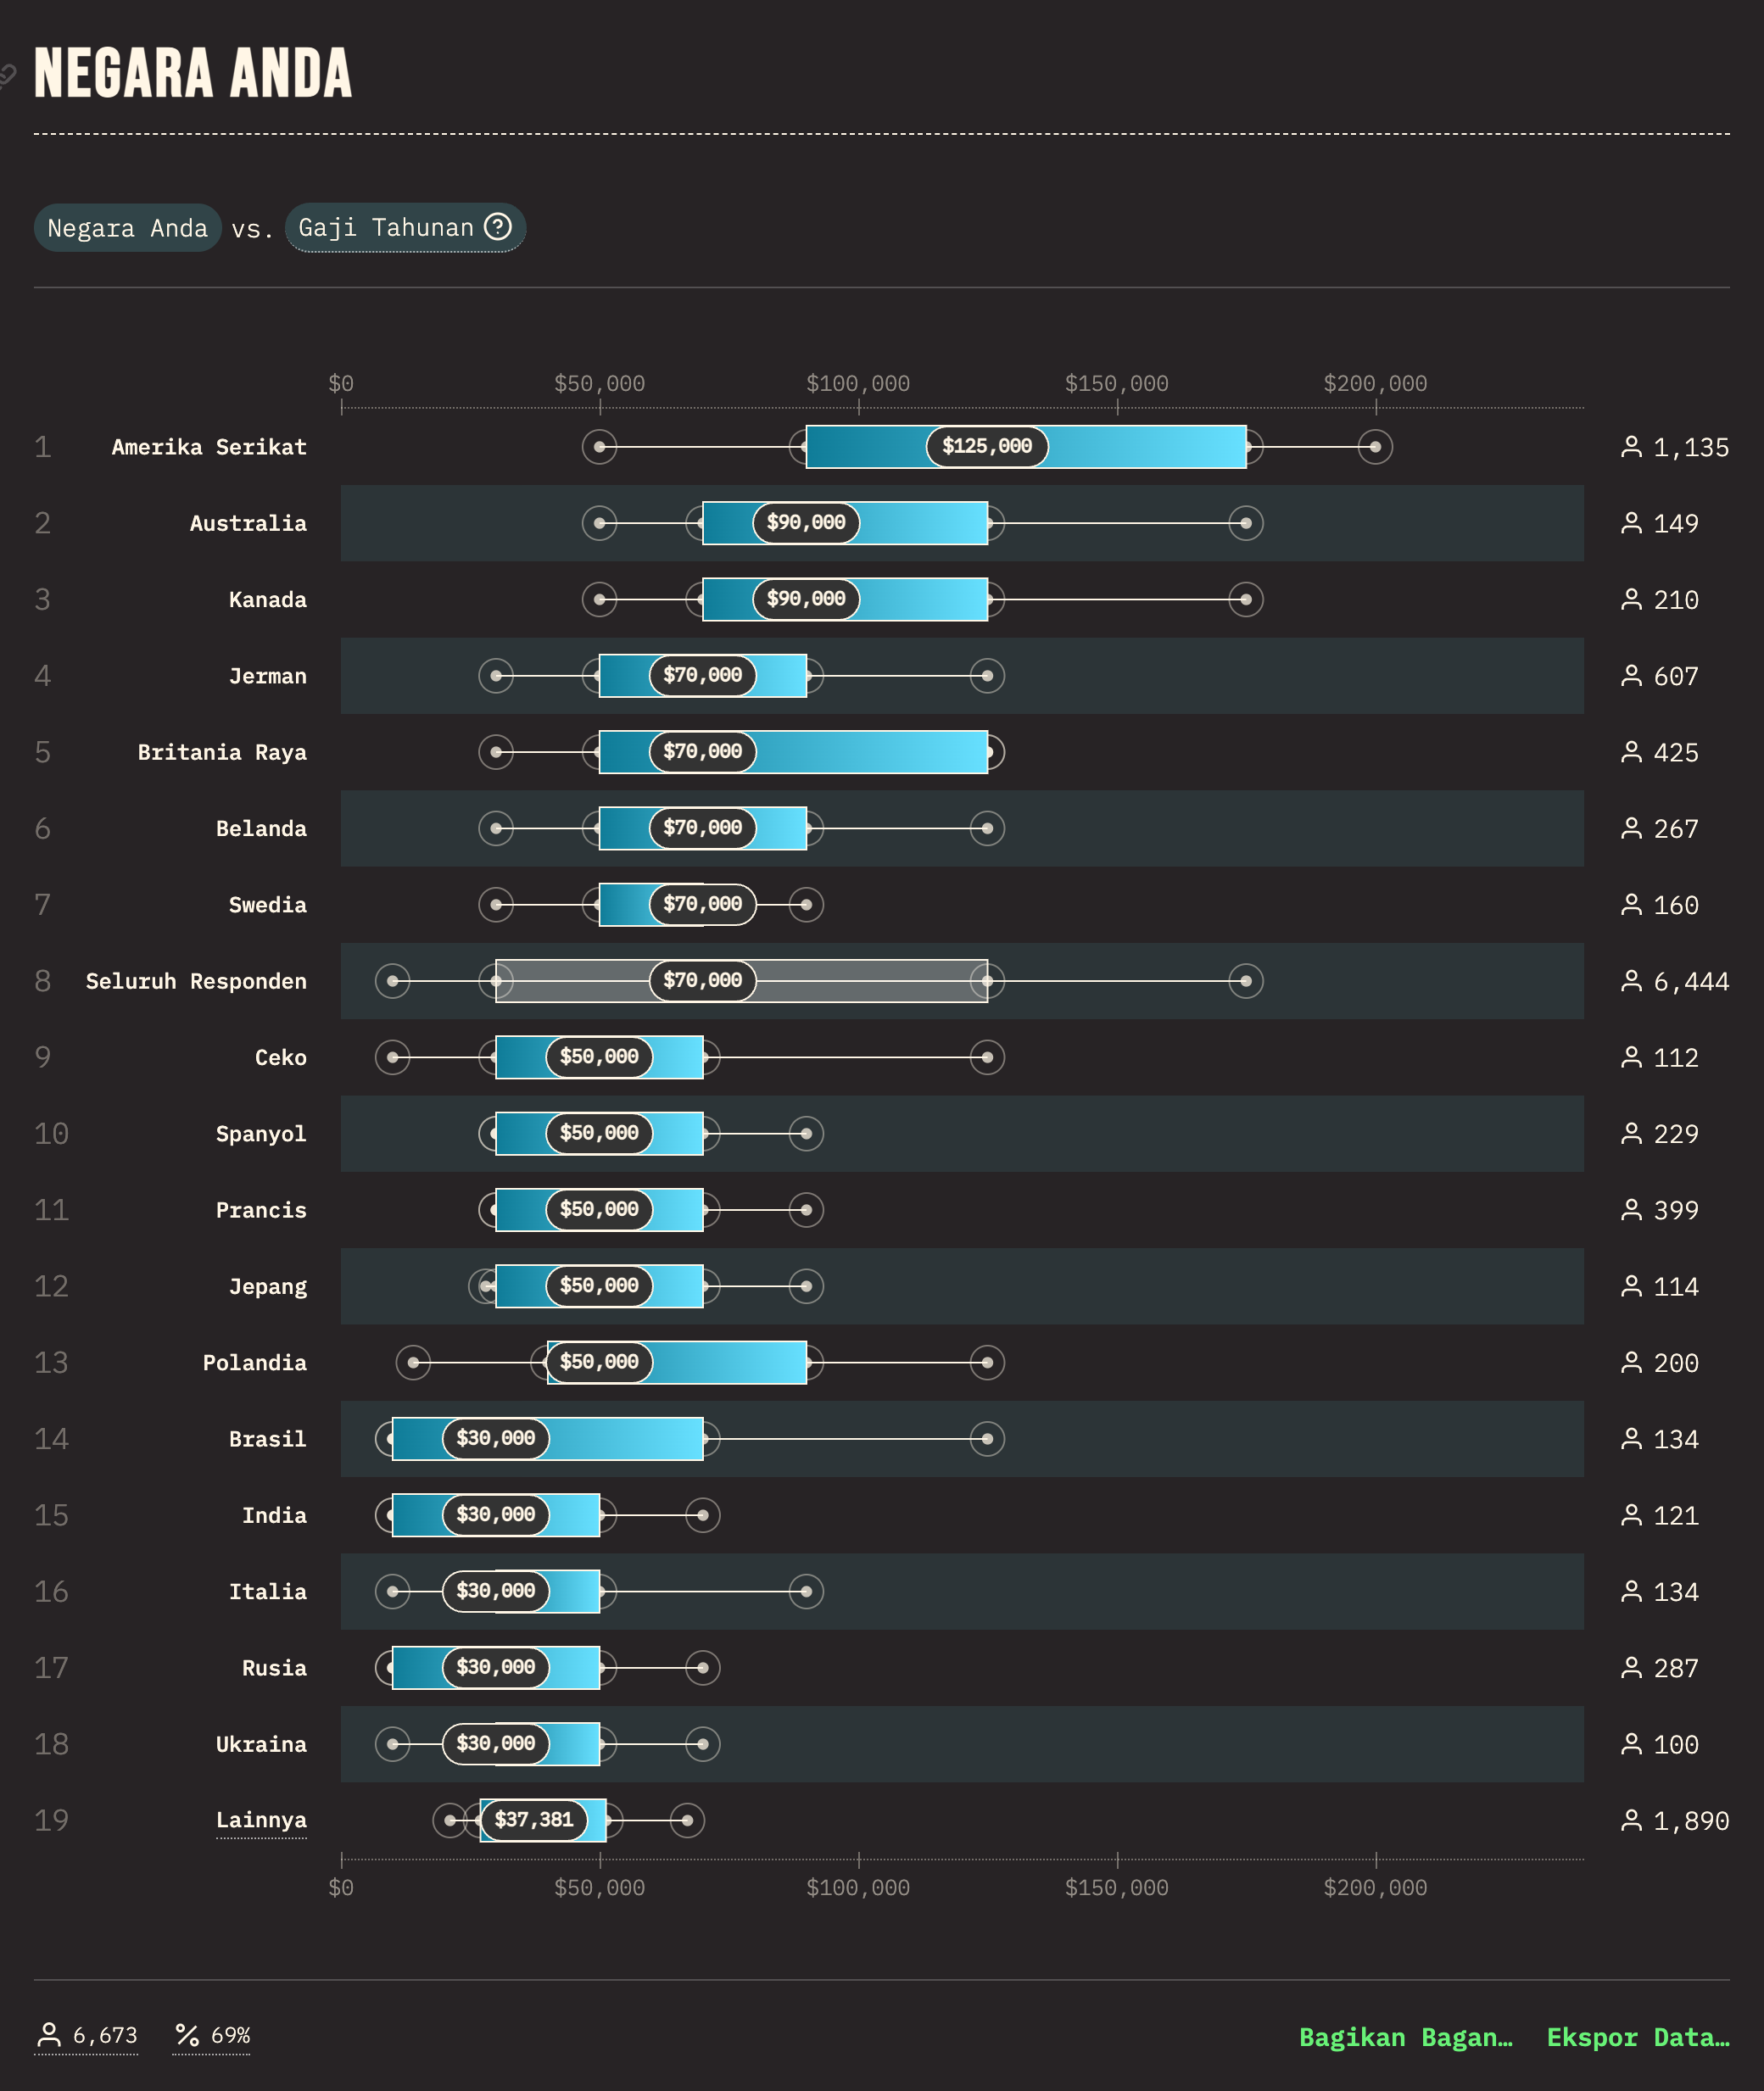 NEGARA ANDA
Negara Anda vs. Gaji Tahunan
$0 $50,000 $100,000 $150,000 $200,000
1 Amerika Serikat $125,000 1,135
2 Australia $90,000 149
3 Kanada $90,000 210
4 Jerman $70,000 607
5 Britania Raya $70,000 425
6 Belanda $70,000 267
7 Swedia $70,000 160
8 Seluruh Responden $70,000 6,444
9 Ceko $50,000 112
10 Spanyol $50,000 229
11 Prancis $50,000 399
12 Jepang $50,000 114
13 Polandia $50,000 200
14 Brasil $30,000 134
15 India $30,000 121
16 Italia $30,000 134
17 Rusia $30,000 287
18 Ukraina $30,000 100
19 Lainnya $37,381 1,890
$0 $50,000 $100,000 $150,000 $200,000
6,673 % 69% Bagikan Bagan… Ekspor Data…